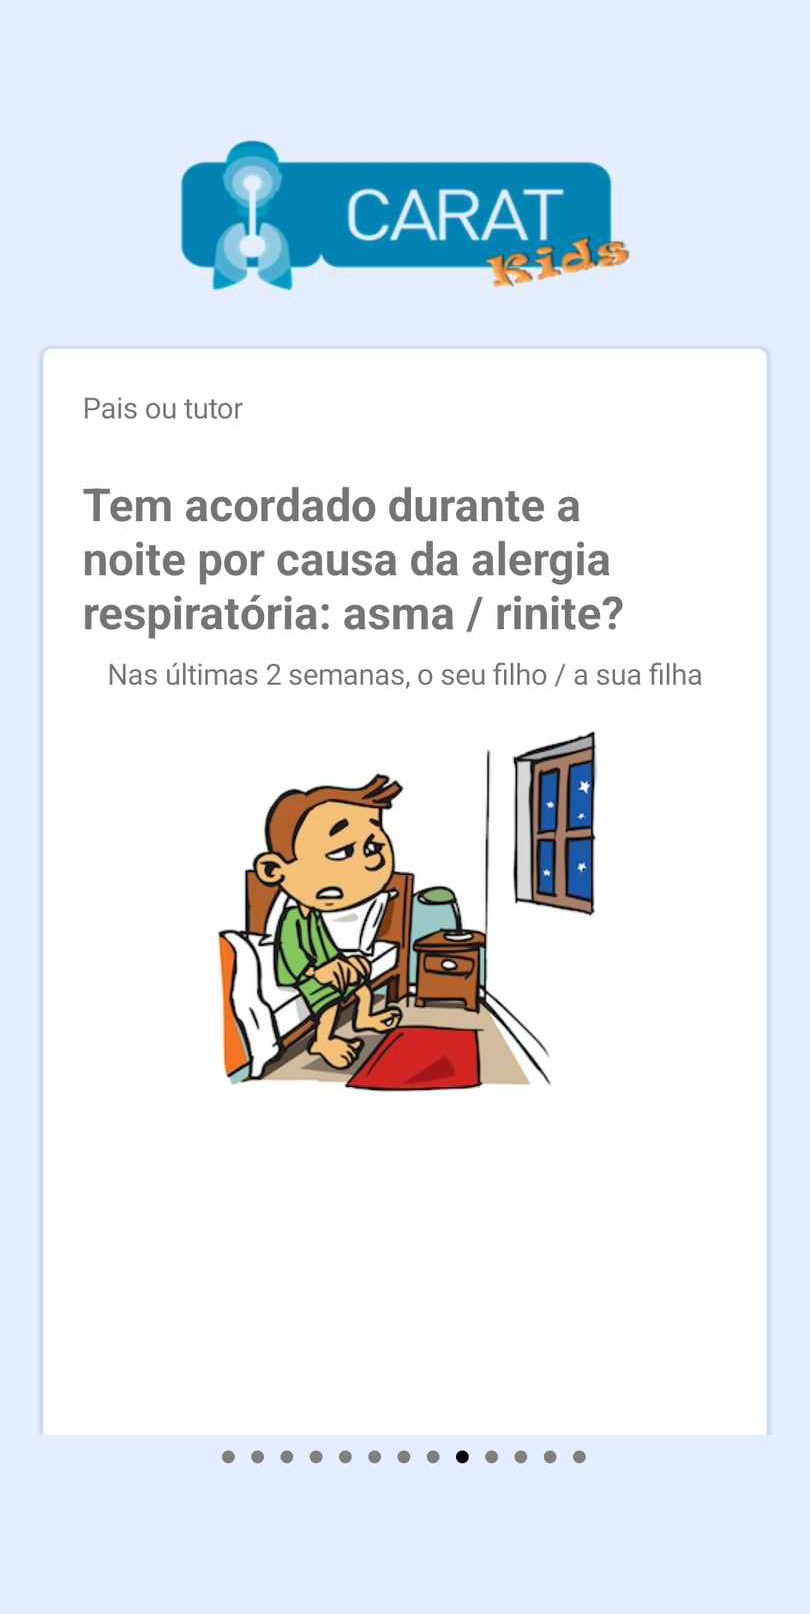 CARAT
Kids
Pais ou tutor
Tem acordado durante a
noite por causa da alergia
respiratória: asma / rinite?
Nas últimas 2 semanas, o seu filho / a sua filha